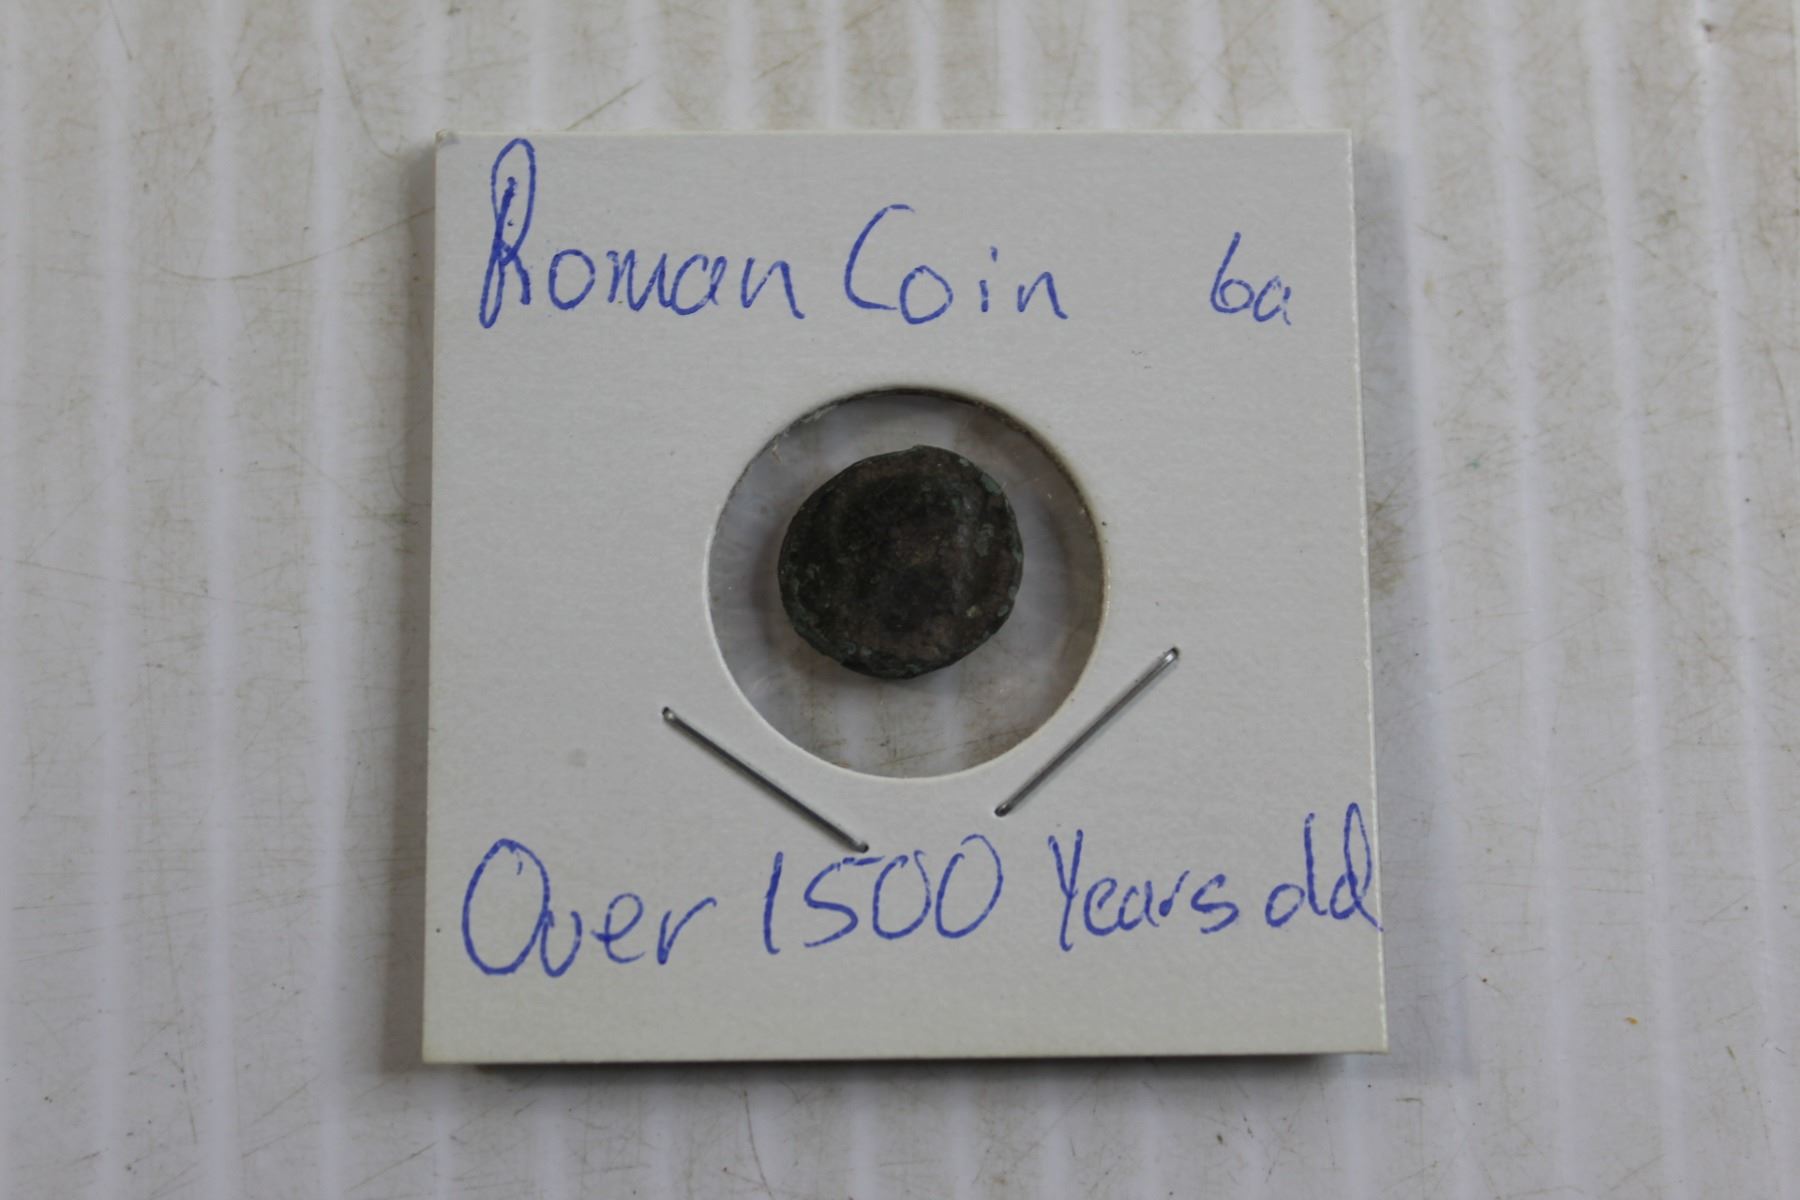 Roman Coin 6a
Over 1500 Years old